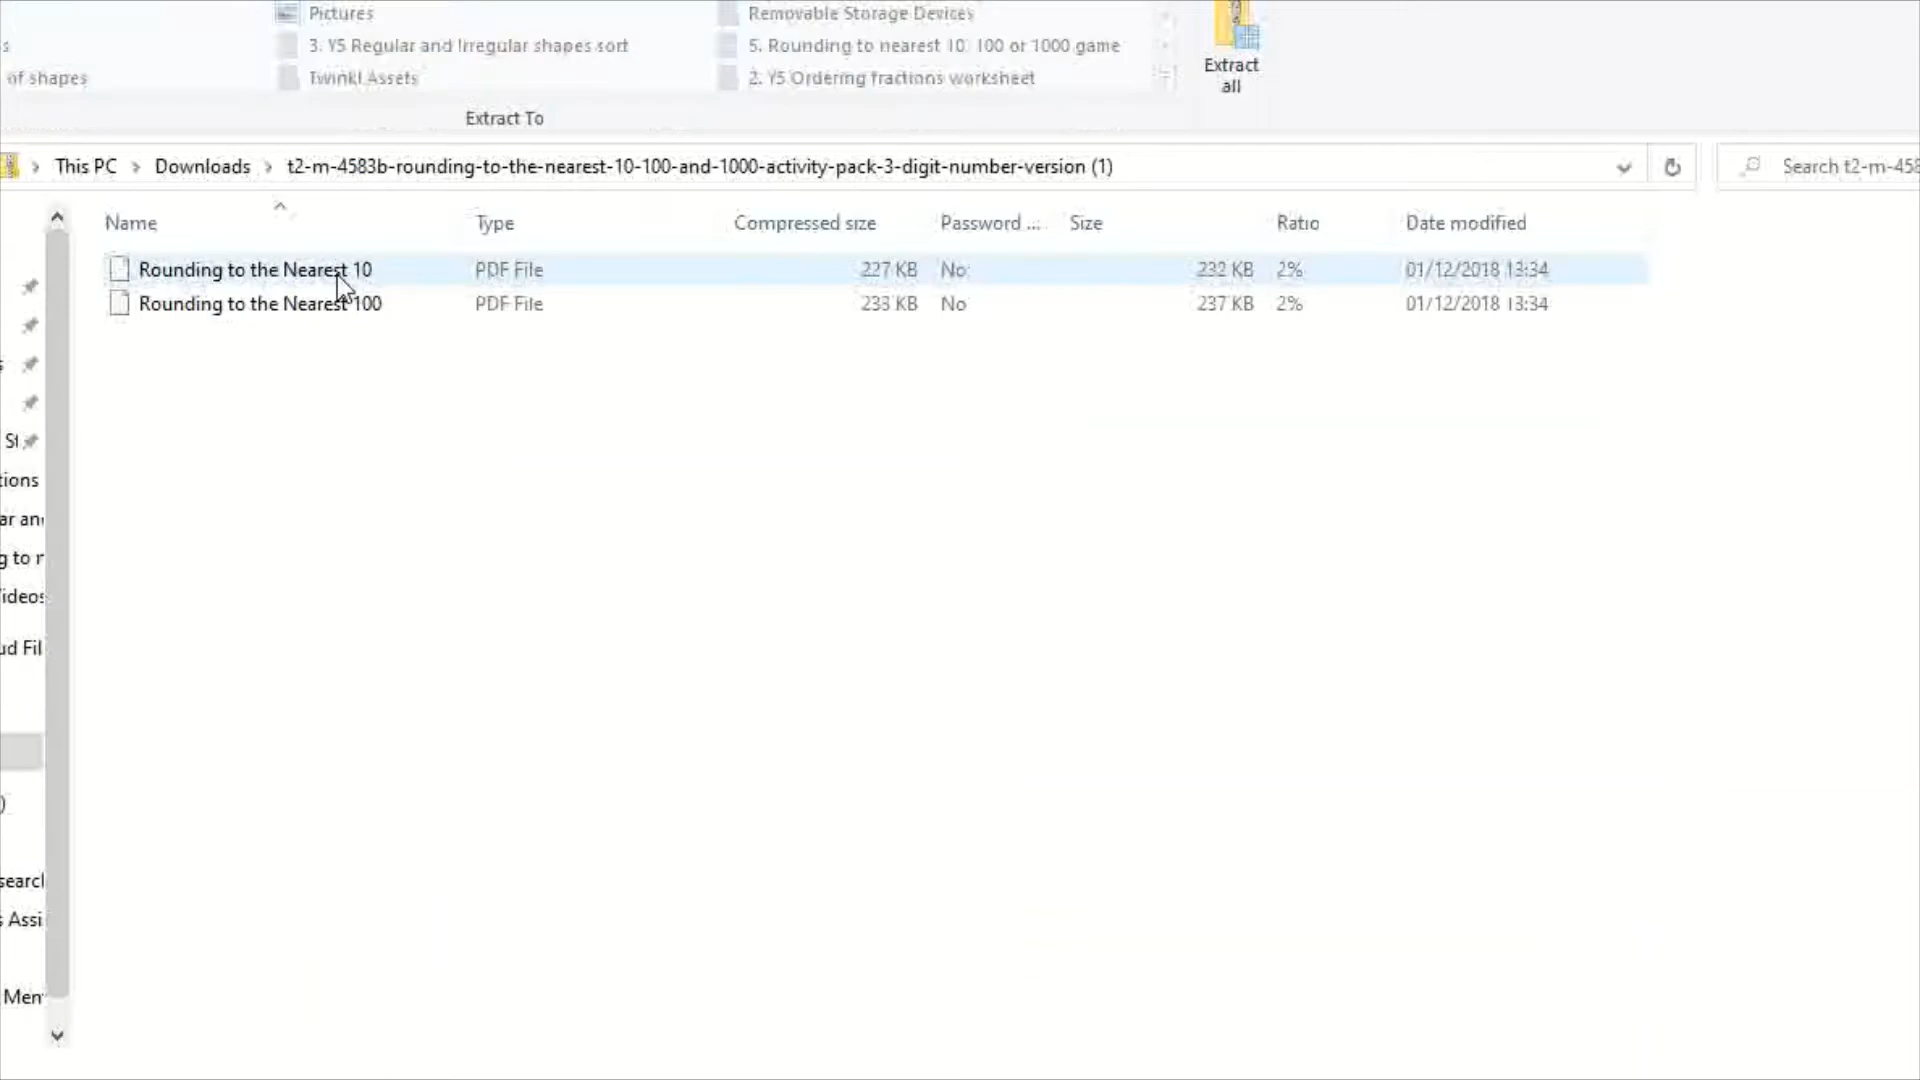 Pictures
Removable Storage Devices
s
3. Y5 Regular and Irregular shapes sort
5. Rounding to nearest 10, 100 or 1000 game
of shapes
Twinkl Assets
2. Y5 Ordering fractions worksheet
Extract
all
Extract To
This PC
Downloads
t2-m-4583b-rounding-to-the-nearest-10-100-and-1000-activity-pack-3-digit-number-version (1)
Search t2-m-458
Name
Type
Compressed size
Password ...
Size
Ratio
Date modified
Rounding to the Nearest 10
PDF File
227 KB
No
232 KB
2%
01/12/2018 13:34
Rounding to the Nearest 100
PDF File
233 KB
No
237 KB
2%
01/12/2018 13:34
s
St
tions
ar an
g to r
ideos
ud Fil
)
searcl
s Assi
Men